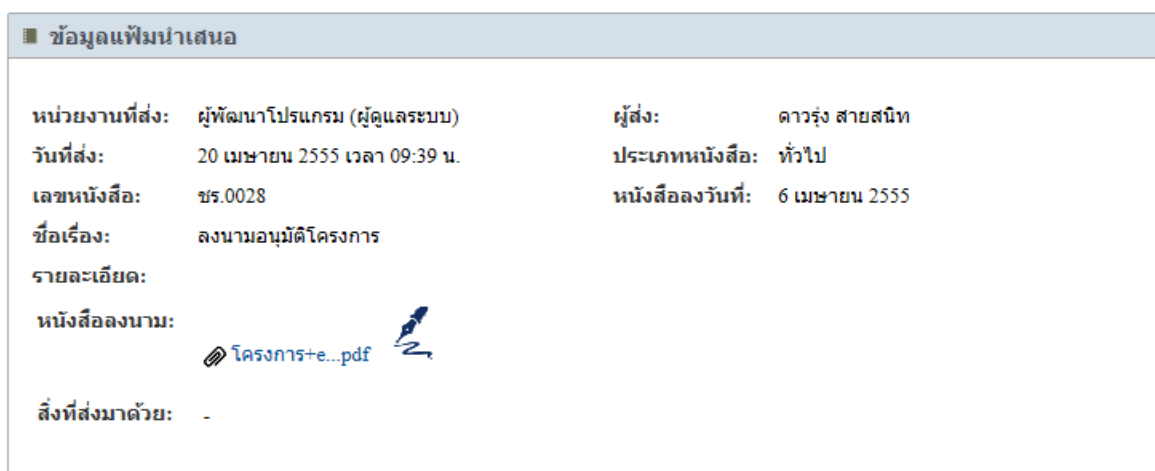 ข้อมูลแฟ้มนำเสนอ
หน่วยงานที่ส่ง: ผู้พัฒนาโปรแกรม (ผู้ดูแลระบบ) ผู้ส่ง: ดาวรุ่ง สายสนิท
วันที่ส่ง: 20 เมษายน 2555 เวลา 09:39 น. ประเภทหนังสือ: ทั่วไป
เลขหนังสือ: ชร.0028 หนังสือลงวันที่: 6 เมษายน 2555
ชื่อเรื่อง: ลงนามอนุมัติโครงการ
รายละเอียด:
หนังสือลงนาม:
โครงการ+e...pdf
สิ่งที่ส่งมาด้วย: -